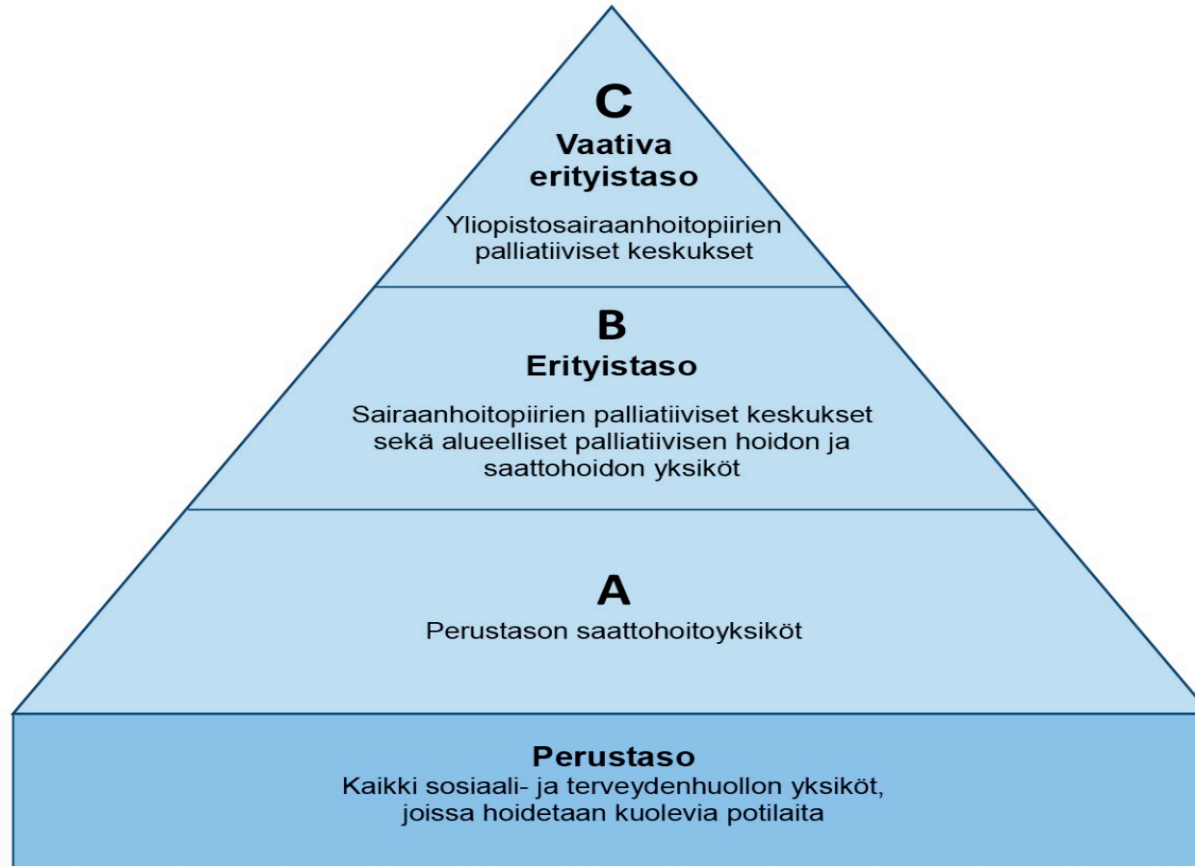 C
Vaativa
erityistaso
Yliopistosairaanhoitopiirien
palliatiiviset keskukset
B
Erityistaso
Sairaanhoitopiirien palliatiiviset keskukset
sekä alueelliset palliatiivisen hoidon ja
saattohoidon yksiköt
A
Perustason saattohoitoyksiköt
Perustaso
Kaikki sosiaali- ja terveydenhuollon yksiköt,
joissa hoidetaan kuolevia potilaita